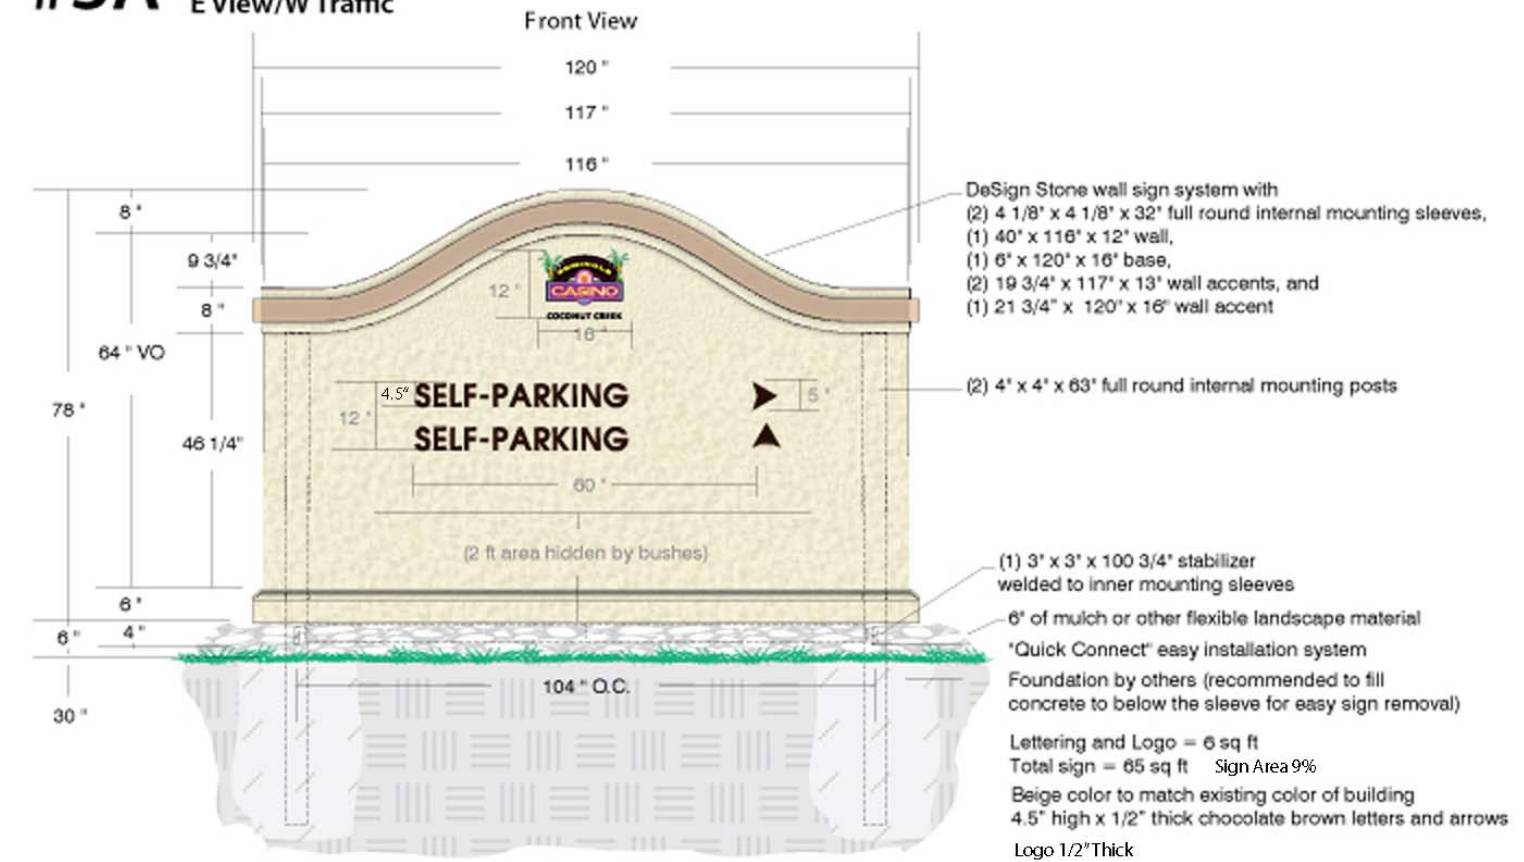 #3A E View/W Traffic
Front View
120 "
117 "
116 "
8 "
9 3/4"
8 "
64 " VO
78 "
46 1/4"
6 "
6 "
4 "
30 "
12 "
SEMINOLE
CASINO
COCONUT CREEK
16 "
4.5" SELF-PARKING
5 "
12 "
SELF-PARKING
60 "
(2 ft area hidden by bushes)
104 " O.C.
DeSign Stone wall sign system with
(2) 4 1/8" x 4 1/8" x 32" full round internal mounting sleeves,
(1) 40" x 116" x 12" wall,
(1) 6" x 120" x 16" base,
(2) 19 3/4" x 117" x 13" wall accents, and
(1) 21 3/4" x 120" x 16" wall accent
(2) 4" x 4" x 63" full round internal mounting posts
(1) 3" x 3" x 100 3/4" stabilizer
welded to inner mounting sleeves
6" of mulch or other flexible landscape material
"Quick Connect" easy installation system
Foundation by others (recommended to fill
concrete to below the sleeve for easy sign removal)
Lettering and Logo = 6 sq ft
Total sign = 65 sq ft Sign Area 9%
Beige color to match existing color of building
4.5" high x 1/2" thick chocolate brown letters and arrows
Logo 1/2" Thick